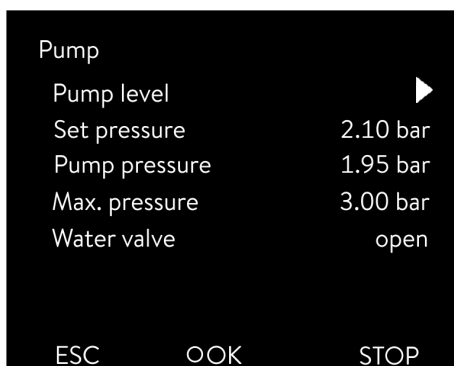 Pump
Pump level
Set pressure 2.10 bar
Pump pressure 1.95 bar
Max. pressure 3.00 bar
Water valve open
ESC OOK STOP